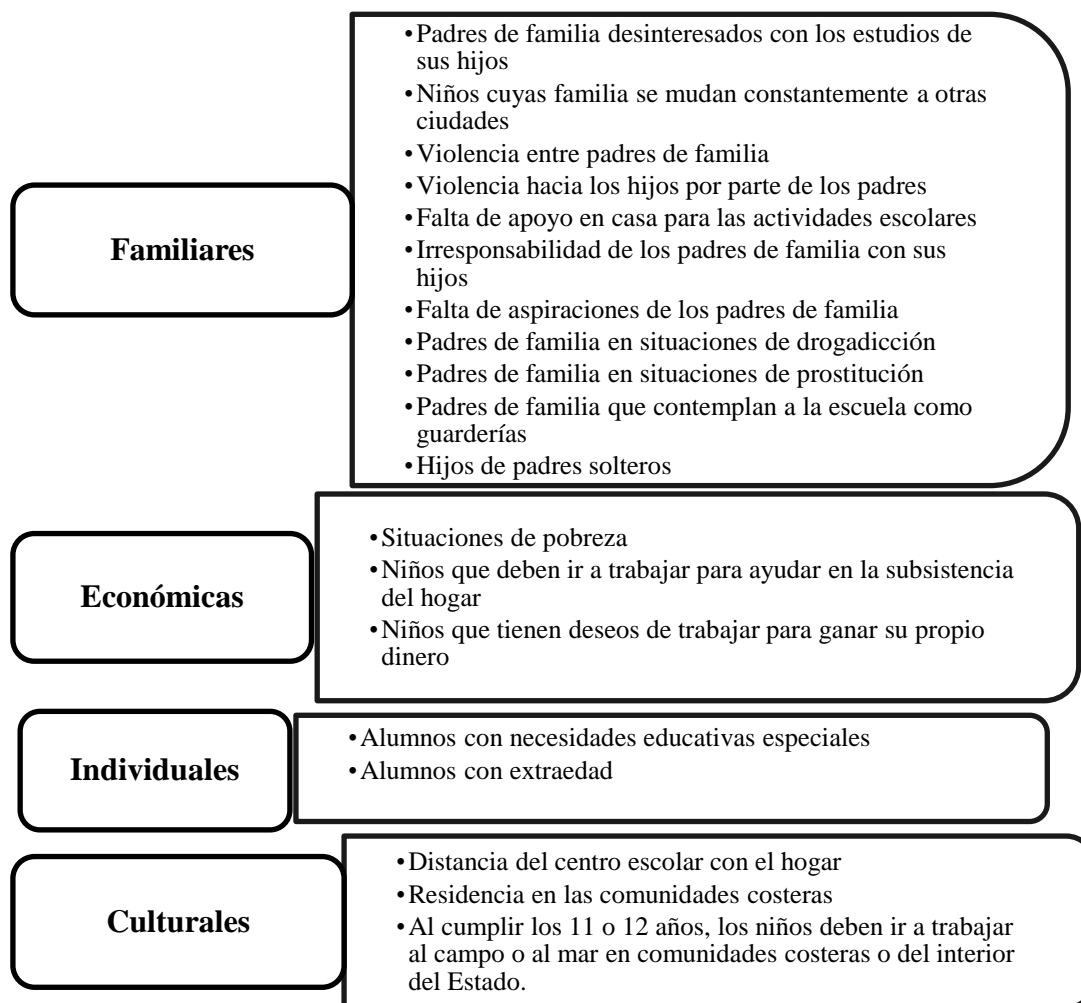 Familiares
•Padres de familia desinteresados con los estudios de
sus hijos
•Niños cuyas familia se mudan constantemente a otras
ciudades
•Violencia entre padres de familia
•Violencia hacia los hijos por parte de los padres
•Falta de apoyo en casa para las actividades escolares
•Irresponsabilidad de los padres de familia con sus
hijos
•Falta de aspiraciones de los padres de familia
•Padres de familia en situaciones de drogadicción
•Padres de familia en situaciones de prostitución
•Padres de familia que contemplan a la escuela como
guarderías
•Hijos de padres solteros
Económicas
•Situaciones de pobreza
•Niños que deben ir a trabajar para ayudar en la subsistencia
del hogar
•Niños que tienen deseos de trabajar para ganar su propio
dinero
Individuales
•Alumnos con necesidades educativas especiales
•Alumnos con extraedad
Culturales
•Distancia del centro escolar con el hogar
•Residencia en las comunidades costeras
•Al cumplir los 11 o 12 años, los niños deben ir a trabajar
al campo o al mar en comunidades costeras o del interior
del Estado.